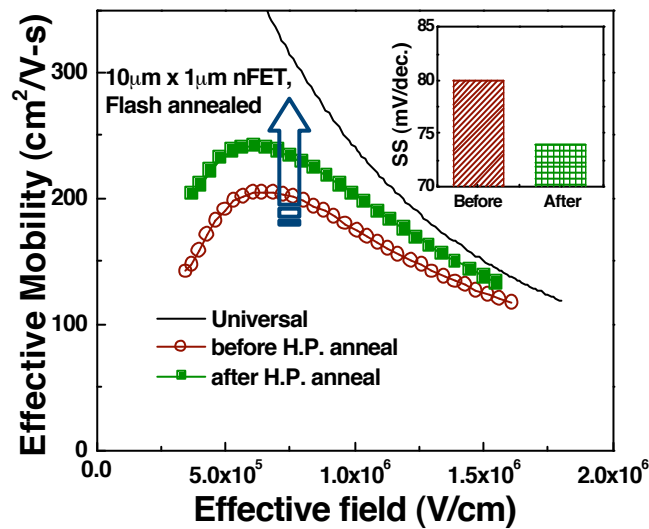 Effective Mobility (cm²/V-s)
300
200
100
0
10μm x 1μm nFET,
Flash annealed
SS (mV/dec.)
85
80
75
70
Before
After
Universal
before H.P. anneal
after H.P. anneal
0.0
5.0x10⁵
1.0x10⁶
1.5x10⁶
2.0x10⁶
Effective field (V/cm)